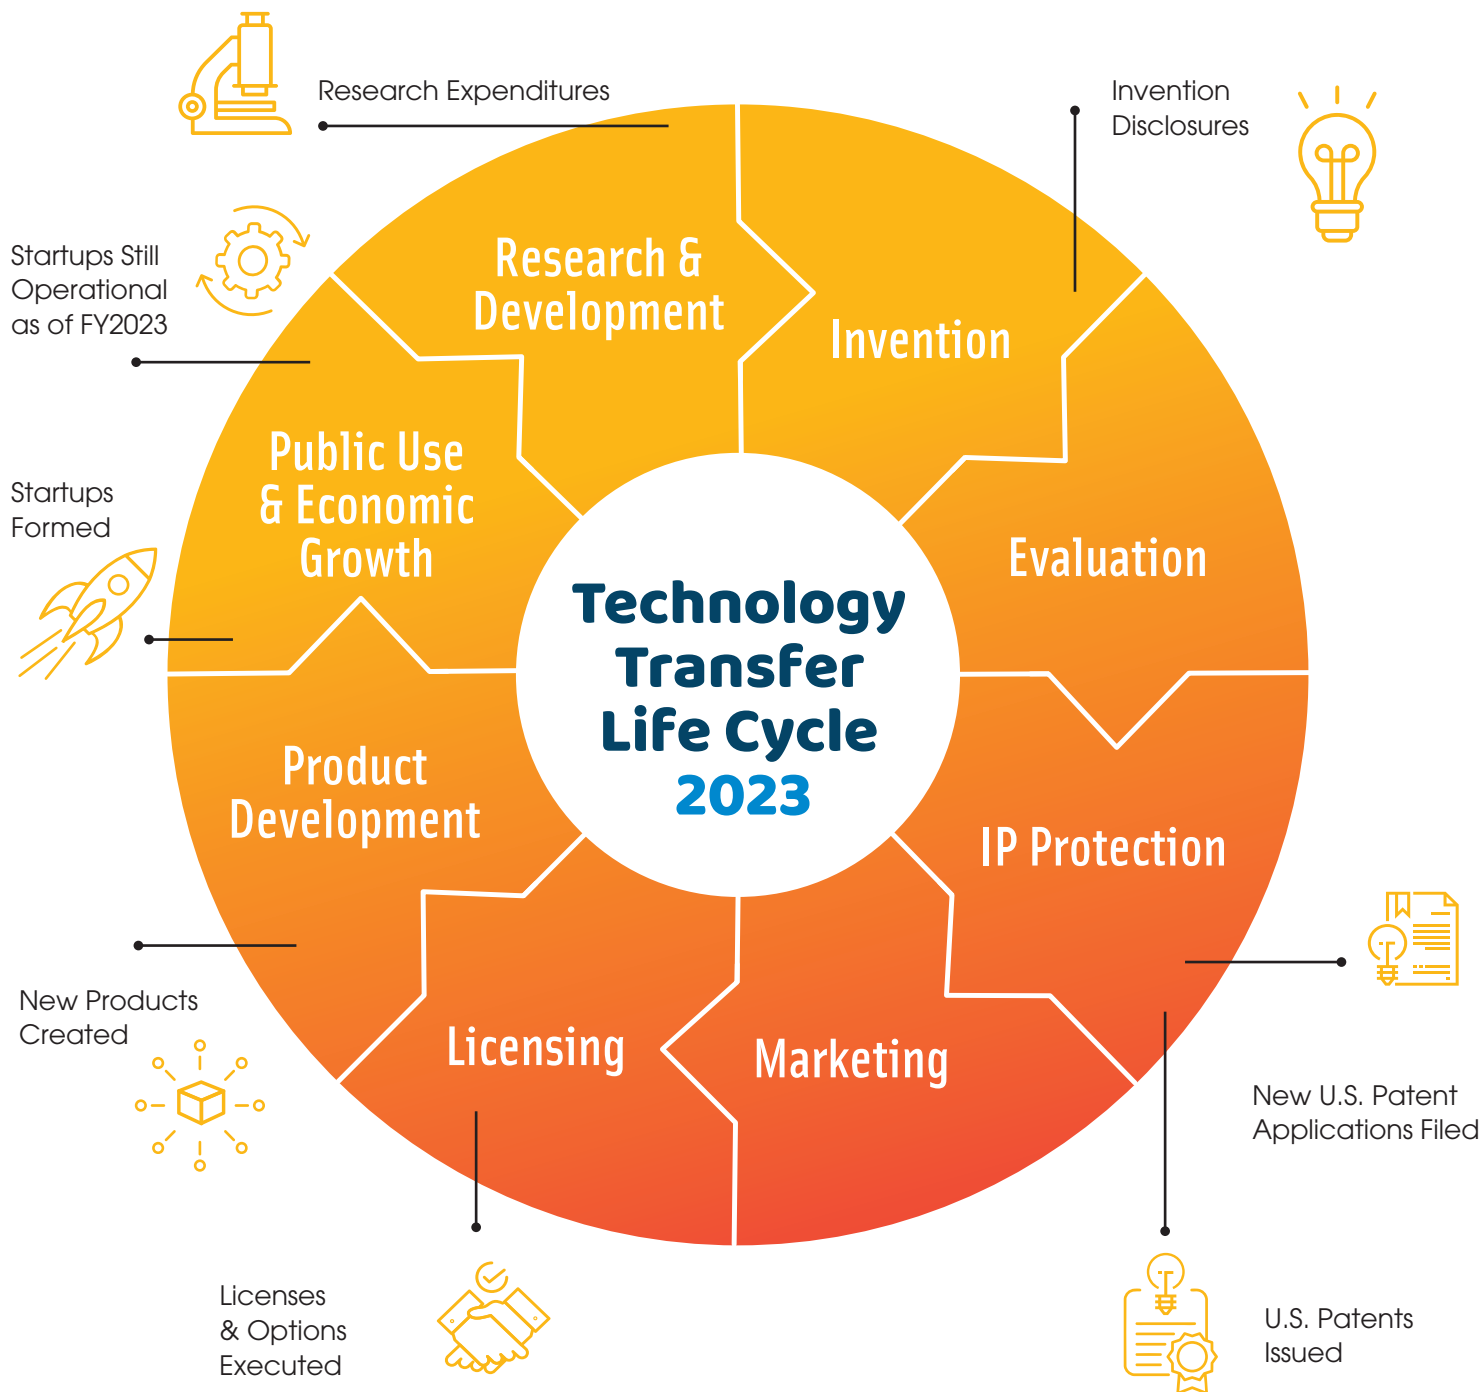 Research Expenditures
Invention
Disclosures
Startups Still
Operational
as of FY2023
Research &
Development
Invention
Public Use
& Economic
Growth
Startups
Formed
Evaluation
Technology
Transfer
Life Cycle
2023
Product
Development
IP Protection
New Products
Created
Licensing
Marketing
New U.S. Patent
Applications Filed
Licenses
& Options
Executed
U.S. Patents
Issued